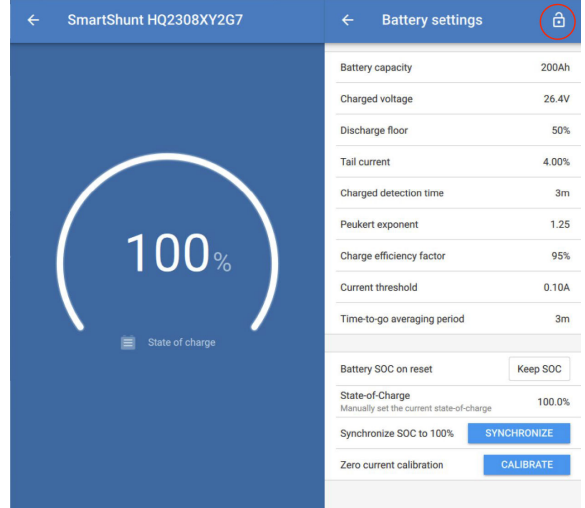 SmartShunt HQ2308XY2G7
100%
State of charge
Battery settings
Battery capacity 200Ah
Charged voltage 26.4V
Discharge floor 50%
Tail current 4.00%
Charged detection time 3m
Peukert exponent 1.25
Charge efficiency factor 95%
Current threshold 0.10A
Time-to-go averaging period 3m
Battery SOC on reset Keep SOC
State-of-Charge 100.0%
Manually set the current state-of-charge
Synchronize SOC to 100% SYNCHRONIZE
Zero current calibration CALIBRATE